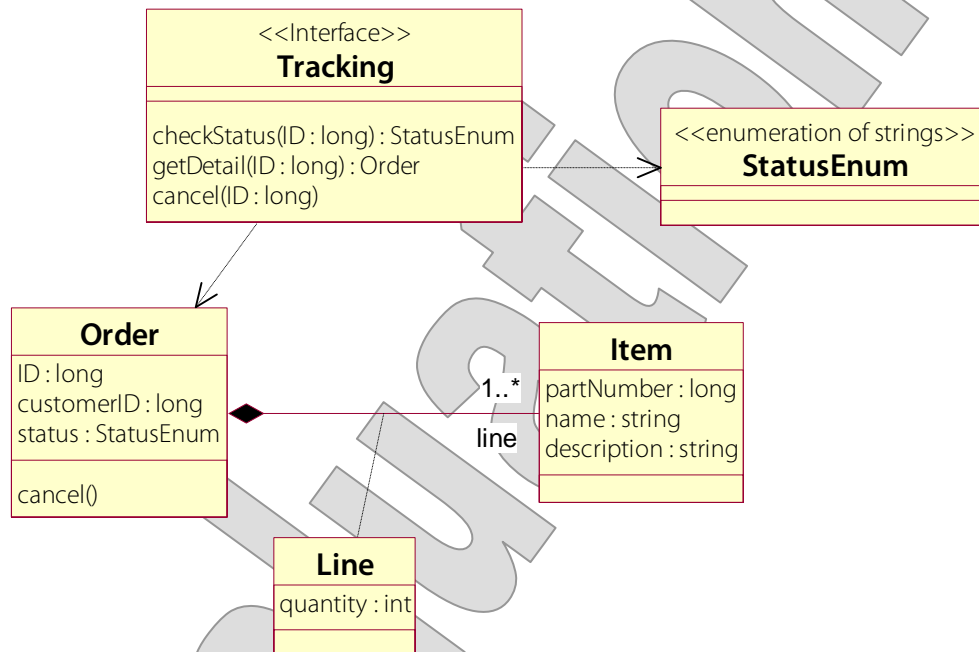 <<Interface>>
Tracking
checkStatus(ID : long) : StatusEnum
getDetail(ID : long) : Order
cancel(ID : long)
<<enumeration of strings>>
StatusEnum
Order
ID : long
customerID : long
status : StatusEnum
cancel()
1..*
line
Item
partNumber : long
name : string
description : string
Line
quantity : int